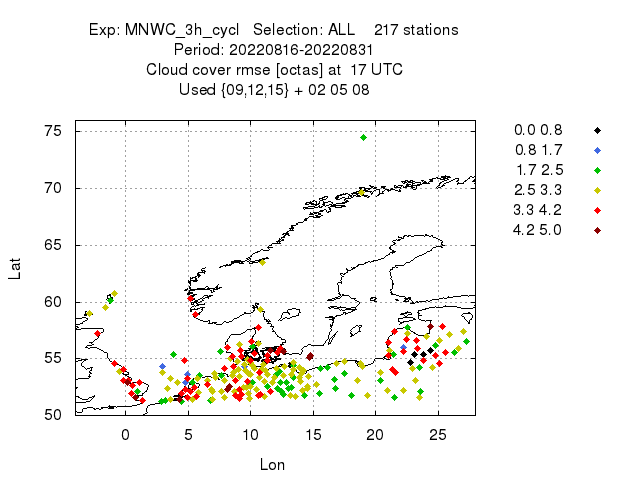 Exp: MNWC_3h_cycl   Selection: ALL    217 stations
Period: 20220816-20220831
Cloud cover rmse [octas] at  17 UTC
Used {09,12,15} + 02 05 08
0.0 0.8
0.8 1.7
1.7 2.5
2.5 3.3
3.3 4.2
4.2 5.0
75
70
65
60
55
50
Lat
0 5 10 15 20 25
Lon